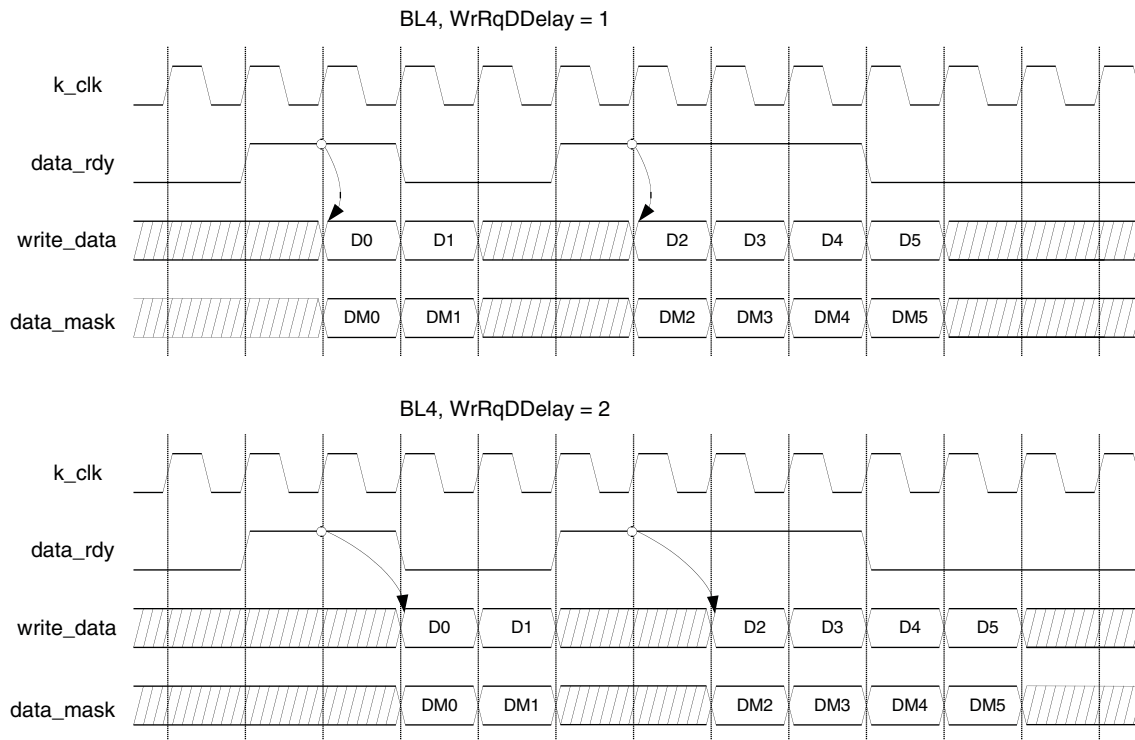 BL4, WrRqDDelay = 1
k_clk
data_rdy
write_data D0 D1 D2 D3 D4 D5
data_mask DM0 DM1 DM2 DM3 DM4 DM5
BL4, WrRqDDelay = 2
k_clk
data_rdy
write_data D0 D1 D2 D3 D4 D5
data_mask DM0 DM1 DM2 DM3 DM4 DM5